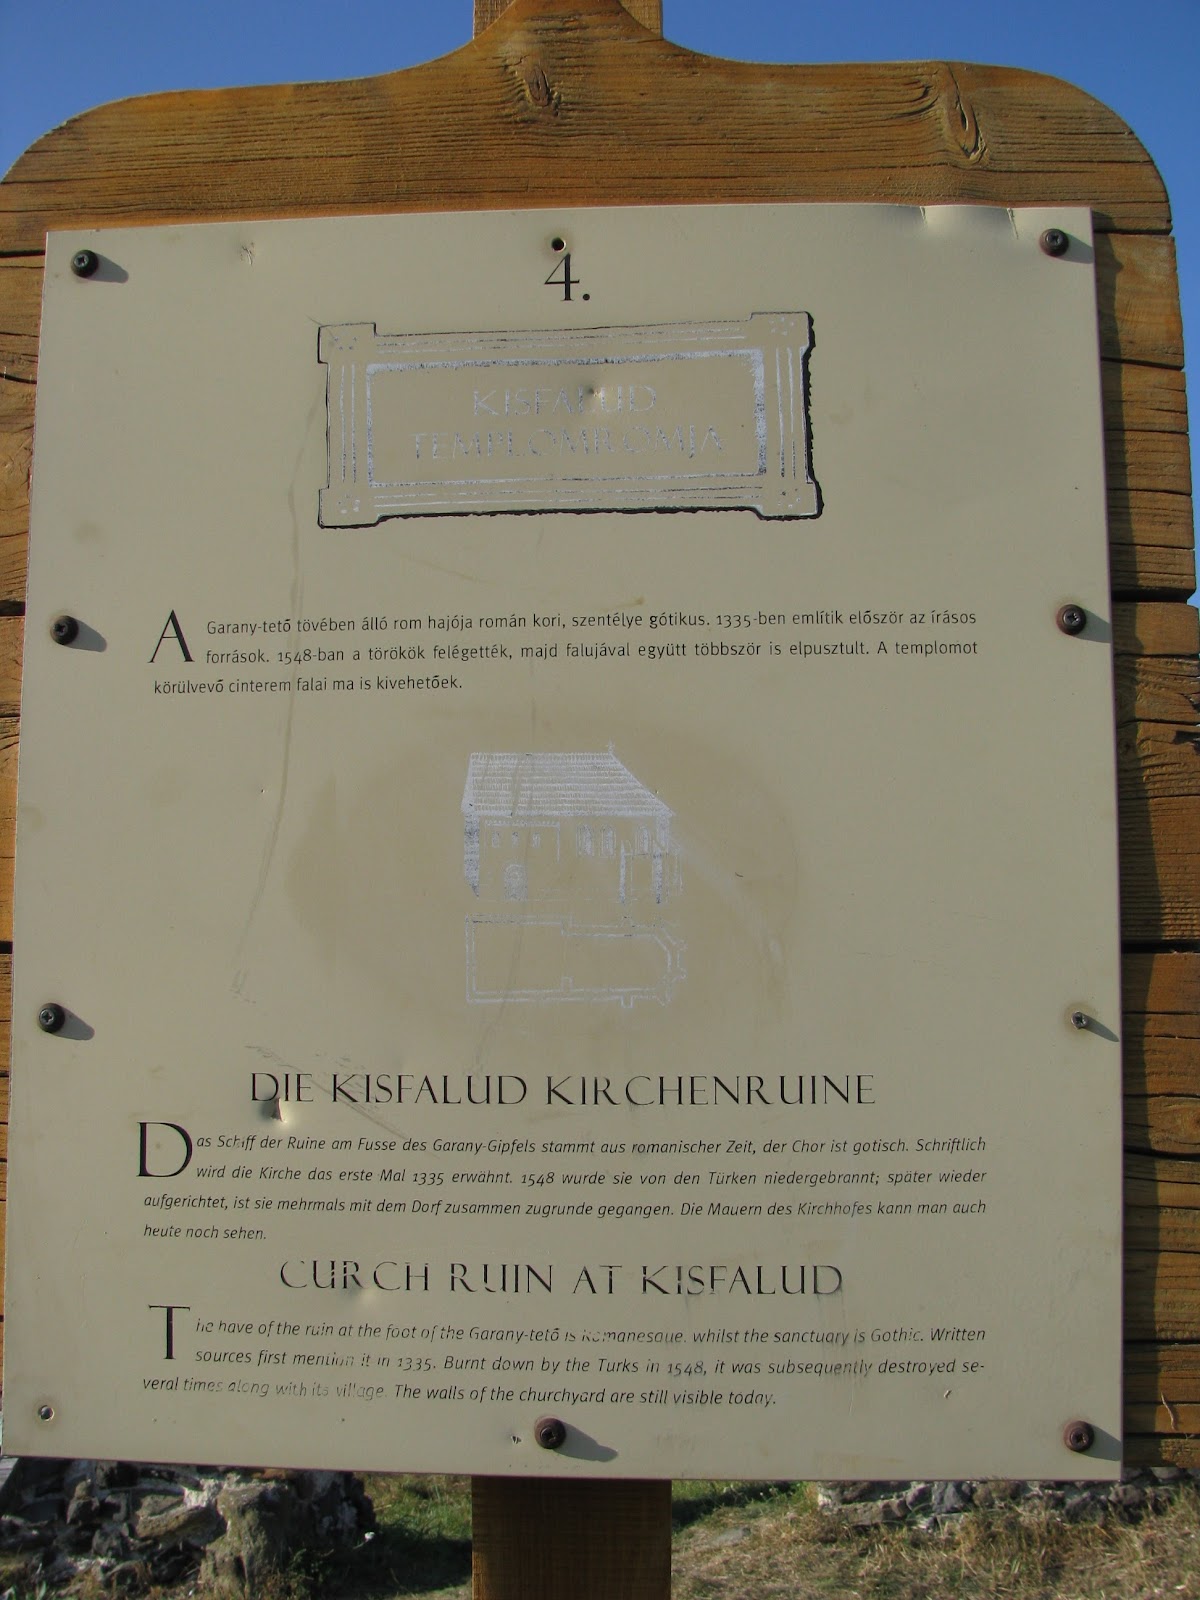 4.
KISFALUD
TEMPLOMROMJA
A Garany-tető tövében álló rom hajója román kori, szentélye gótikus. 1335-ben említik először az írásos
források. 1548-ban a törökök felégették, majd falujával együtt többször is elpusztult. A templomot
körülvevő cinterem falai ma is kivehetőek.
DIE KISFALUD KIRCHENRUINE
Das Schiff der Ruine am Fusse des Garany-Gipfels stammt aus romanischer Zeit, der Chor ist gotisch. Schriftlich
wird die Kirche das erste Mal 1335 erwähnt. 1548 wurde sie von den Türken niedergebrannt; später wieder
aufgerichtet, ist sie mehrmals mit dem Dorf zusammen zugrunde gegangen. Die Mauern des Kirchhofes kann man auch
heute noch sehen.
CURCH RUIN AT KISFALUD
The have of the ruin at the foot of the Garany-tető is Romanesque, whilst the sanctuary is Gothic. Written
sources first mention it in 1335. Burnt down by the Turks in 1548, it was subsequently destroyed se-
veral times along with its village. The walls of the churchyard are still visible today.